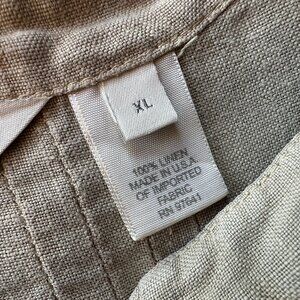 XL
100% LINEN
MADE IN U.S.A
OF IMPORTED
FABRIC
RN 97641